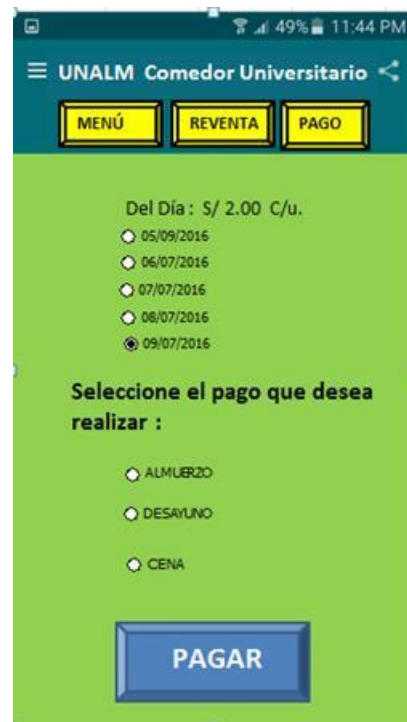 49% 11:44 PM
UNALM Comedor Universitario
MENÚ REVENTA PAGO
Del Día : S/ 2.00 C/u.
05/09/2016
06/07/2016
07/07/2016
08/07/2016
09/07/2016
Seleccione el pago que desea
realizar :
ALMUERZO
DESAYUNO
CENA
PAGAR